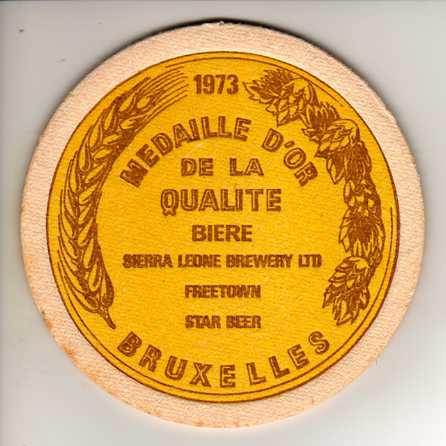 1973
MEDAILLE D'OR
DE LA
QUALITE
BIERE
SIERRA LEONE BREWERY LTD
FREETOWN
STAR BEER
BRUXELLES